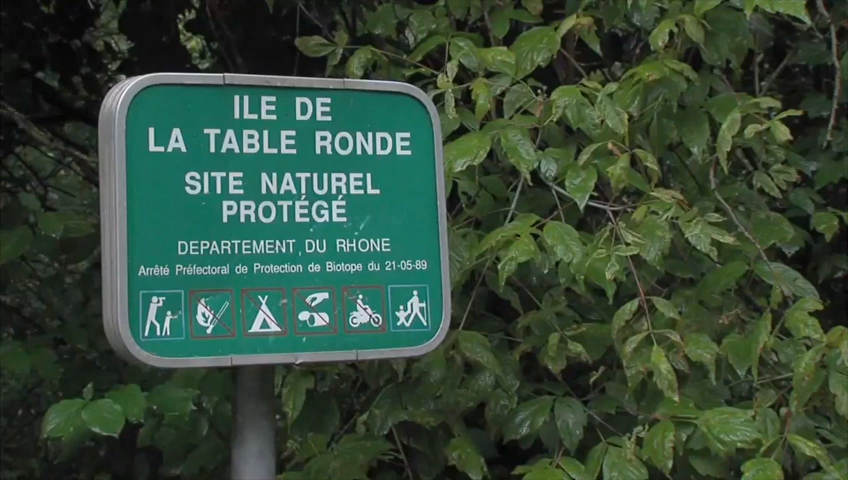 ILE DE
LA TABLE RONDE
SITE NATUREL
PROTÉGÉ
DEPARTEMENT DU RHONE
Arrêté Préfectoral de Protection de Biotope du 21-05-89